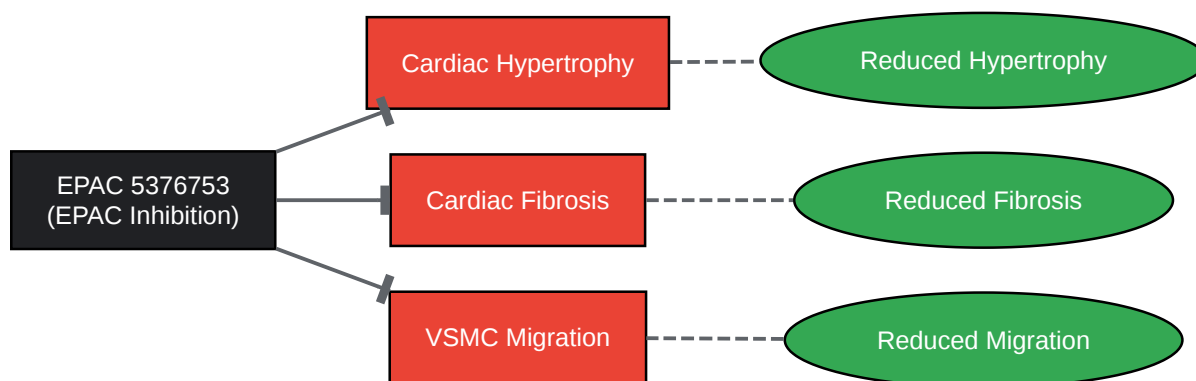 Cardiac Hypertrophy
Reduced Hypertrophy
EPAC 5376753
(EPAC Inhibition)
Cardiac Fibrosis
Reduced Fibrosis
VSMC Migration
Reduced Migration